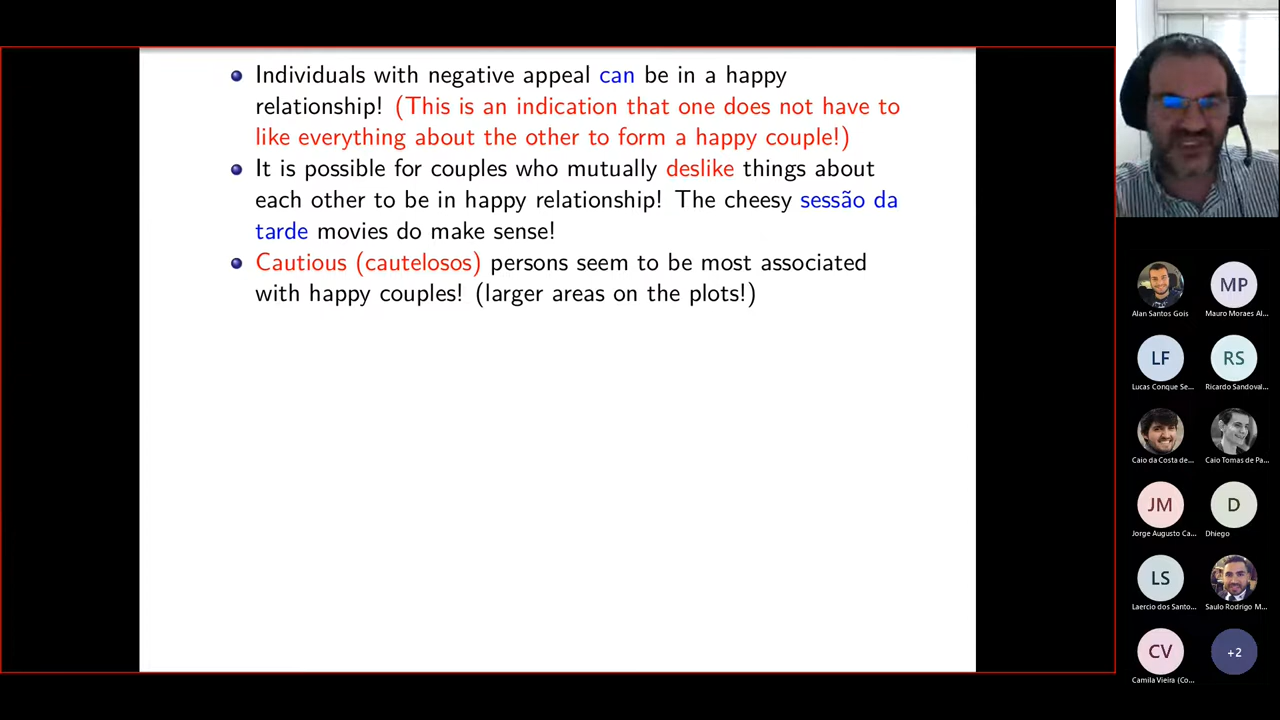 Individuals with negative appeal can be in a happy
relationship! (This is an indication that one does not have to
like everything about the other to form a happy couple!)
It is possible for couples who mutually deslike things about
each other to be in happy relationship! The cheesy sessão da
tarde movies do make sense!
Cautious (cautelosos) persons seem to be most associated
with happy couples! (larger areas on the plots!)
Alan Santos Gois
MP
Mauro Moraes Al...
LF
Lucas Conque Se...
RS
Ricardo Sandoval...
Caio da Costa de...
Caio Tomas de Pa...
JM
Jorge Augusto Ca...
D
Dhiego
LS
Laercio dos Santo...
Saulo Rodrigo M...
CV
Camila Vieira (Co...
+2